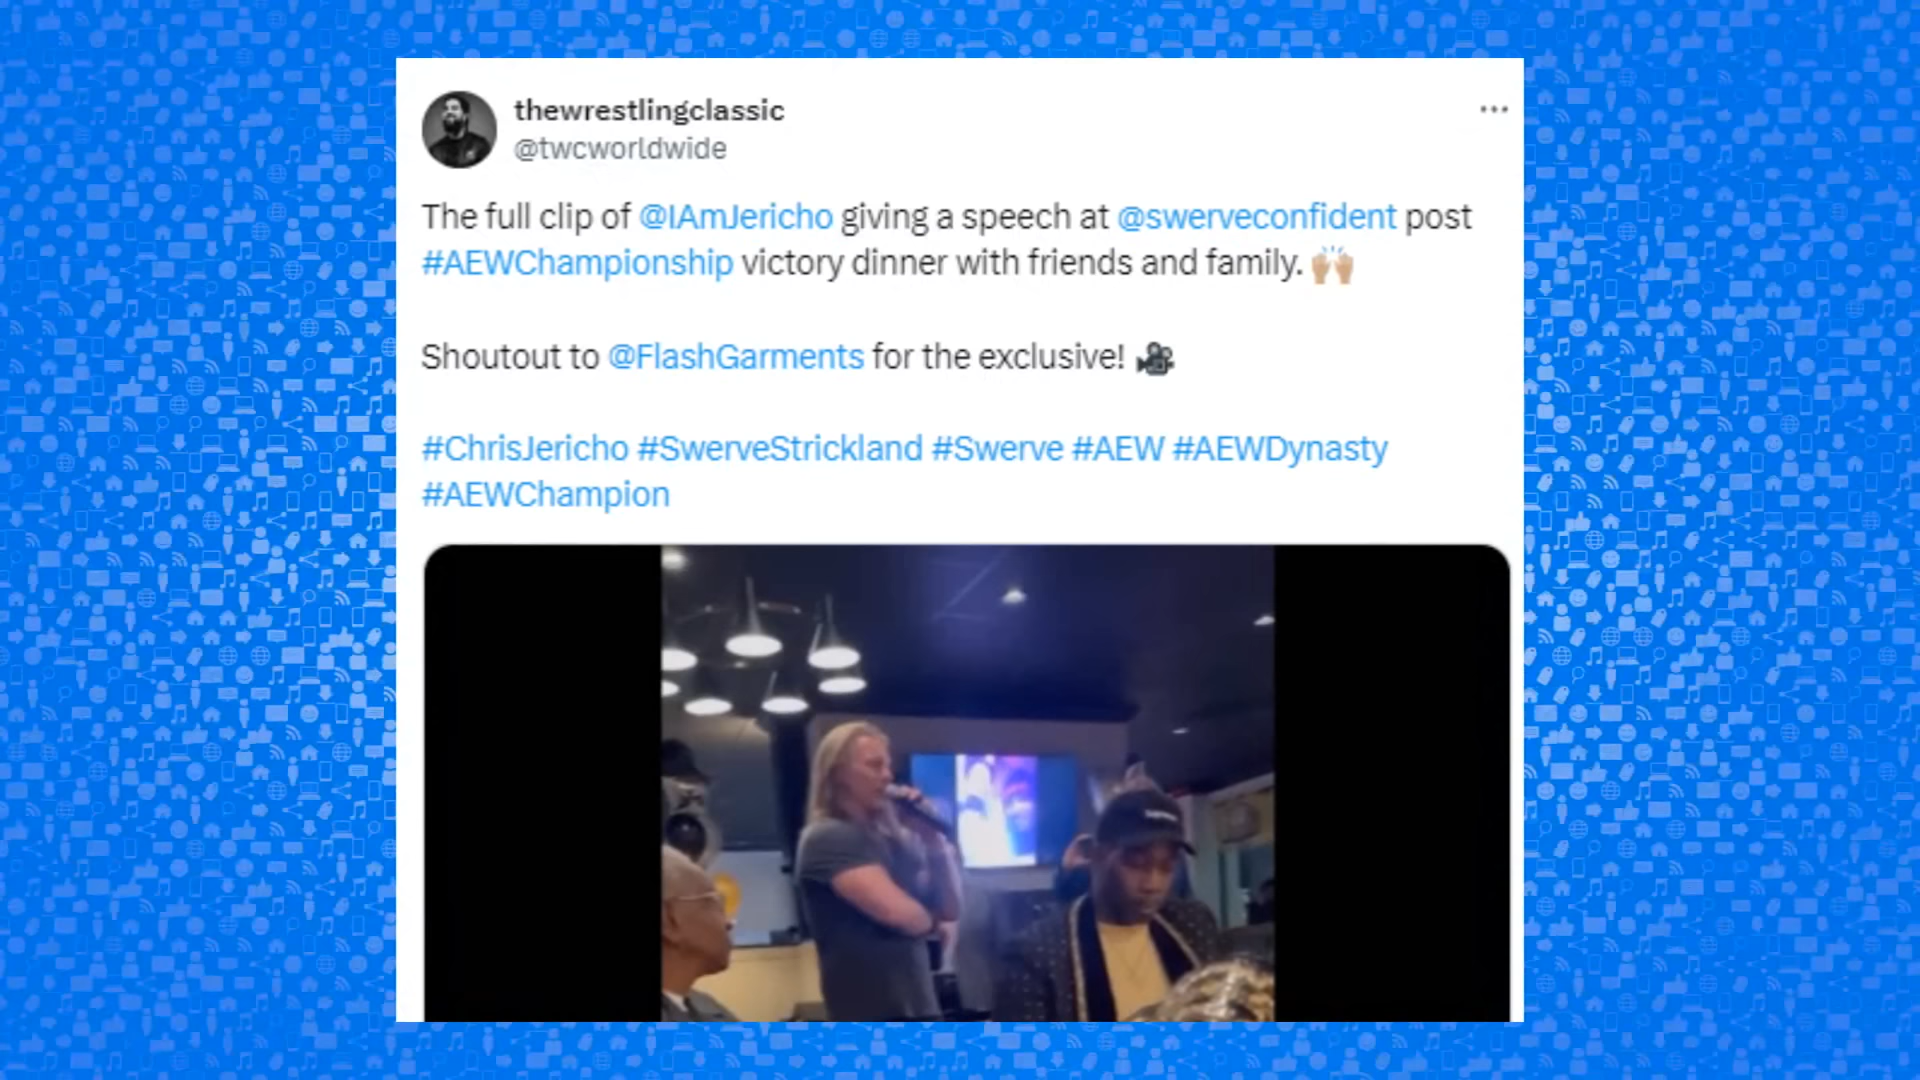 thewrestlingclassic
@twcworldwide
The full clip of @IAmJericho giving a speech at @swerveconfident post
#AEWChampionship victory dinner with friends and family. 🙌🏼
Shoutout to @FlashGarments for the exclusive! 🎥
#ChrisJericho #SwerveStrickland #Swerve #AEW #AEWDynasty
#AEWChampion